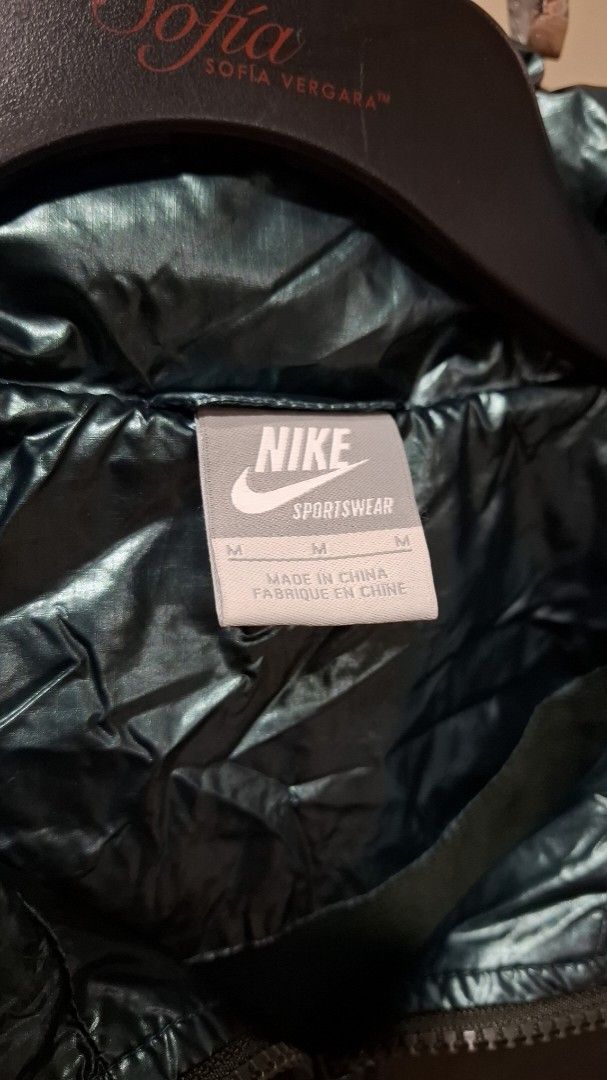 Sofía
SOFÍA VERGARA™
NIKE
SPORTSWEAR
M M M
MADE IN CHINA
FABRIQUE EN CHINE